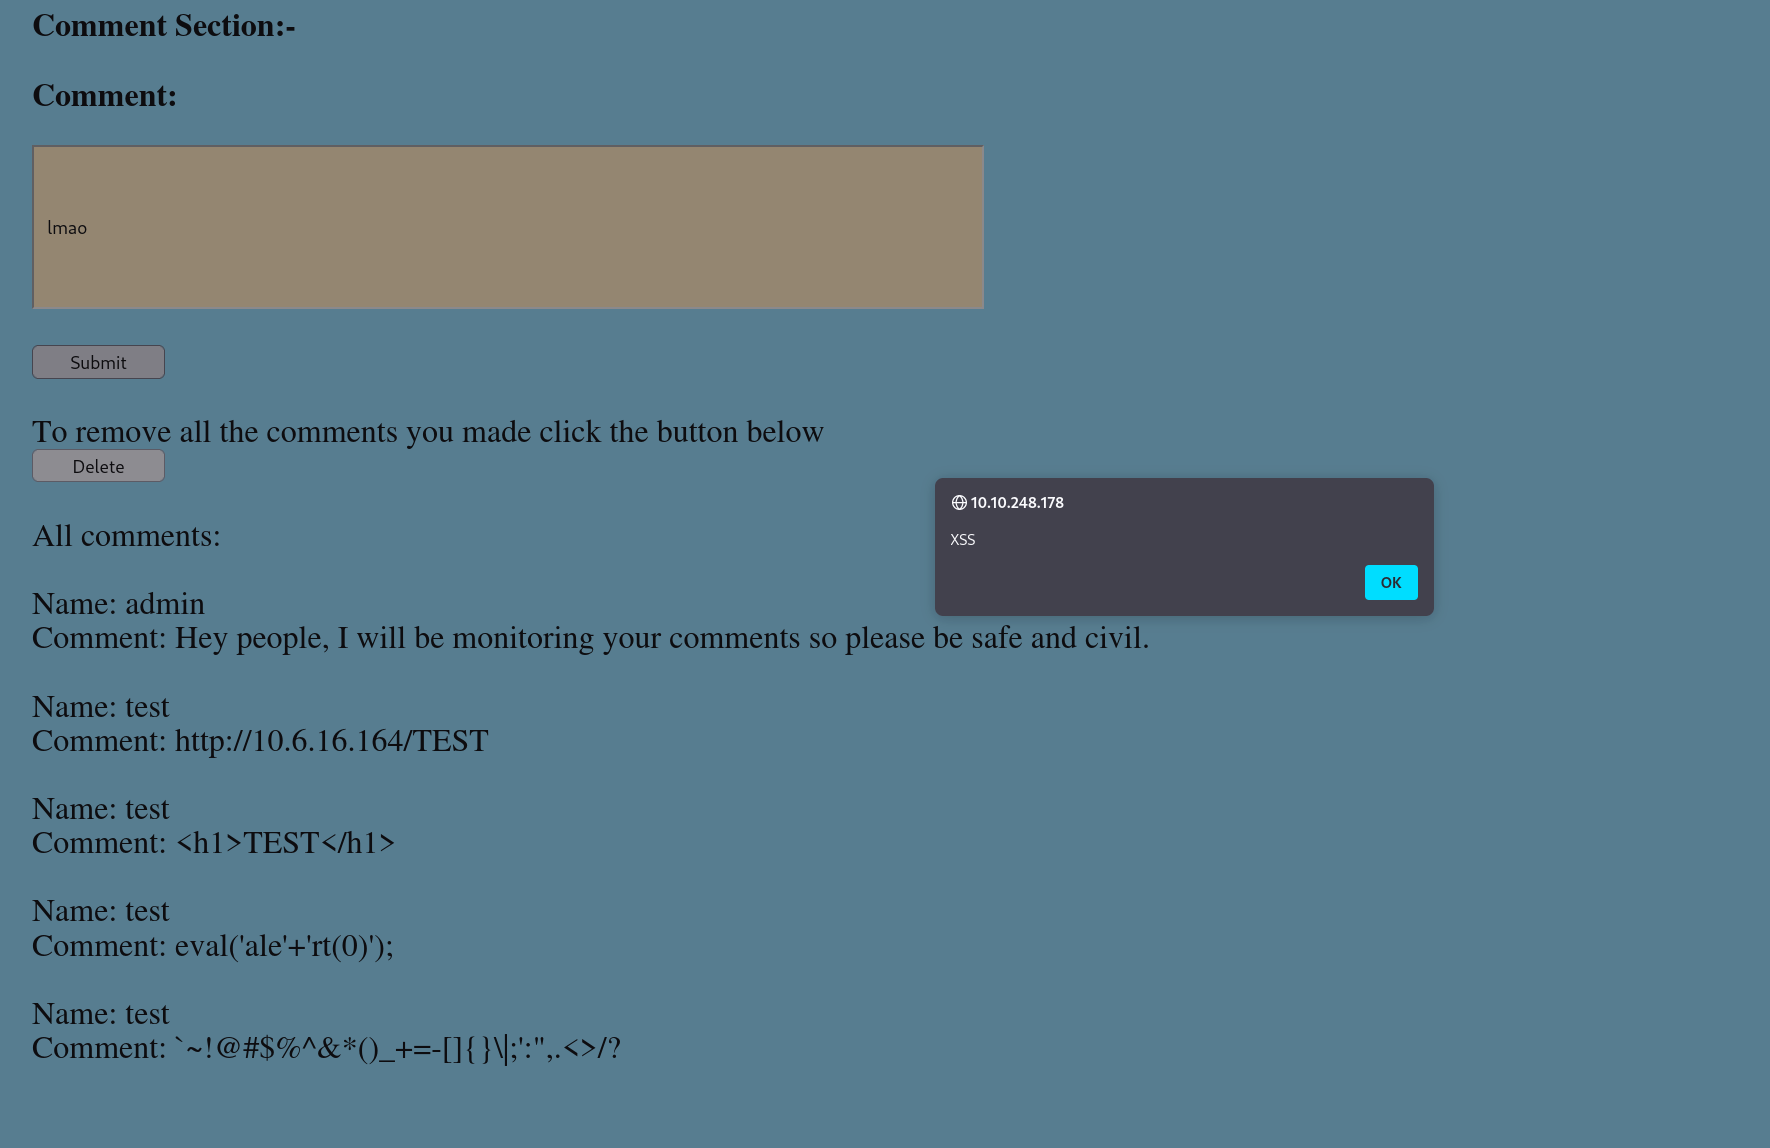 Comment Section:-
Comment:
lmao
Submit
To remove all the comments you made click the button below
Delete
10.10.248.178
XSS
OK
All comments:
Name: admin
Comment: Hey people, I will be monitoring your comments so please be safe and civil.
Name: test
Comment: http://10.6.16.164/TEST
Name: test
Comment: <h1>TEST</h1>
Name: test
Comment: eval('ale'+'rt(0)');
Name: test
Comment: `~!@#$%^&*()_+=-[]{}\|;':",.<>/?